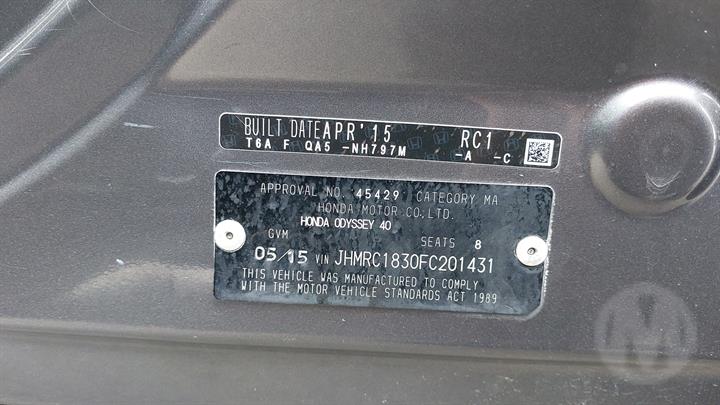 BUILT DATE APR'15 RC1
T6A F QA5 -NH797M -A -C
APPROVAL NO. 45429 CATEGORY MA
HONDA MOTOR CO.,LTD.
HONDA ODYSSEY 40
GVM SEATS 8
05/15 VIN JHMRC1830FC201431
THIS VEHICLE WAS MANUFACTURED TO COMPLY
WITH THE MOTOR VEHICLE STANDARDS ACT 1989
M